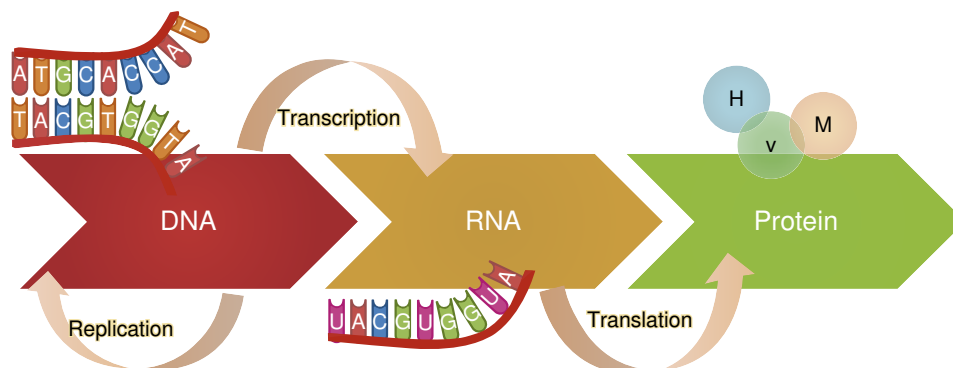 ATGCACCAT
TACGTGGTA
Transcription
H
M
v
DNA
RNA
Protein
Replication
UACGUGGUA
Translation